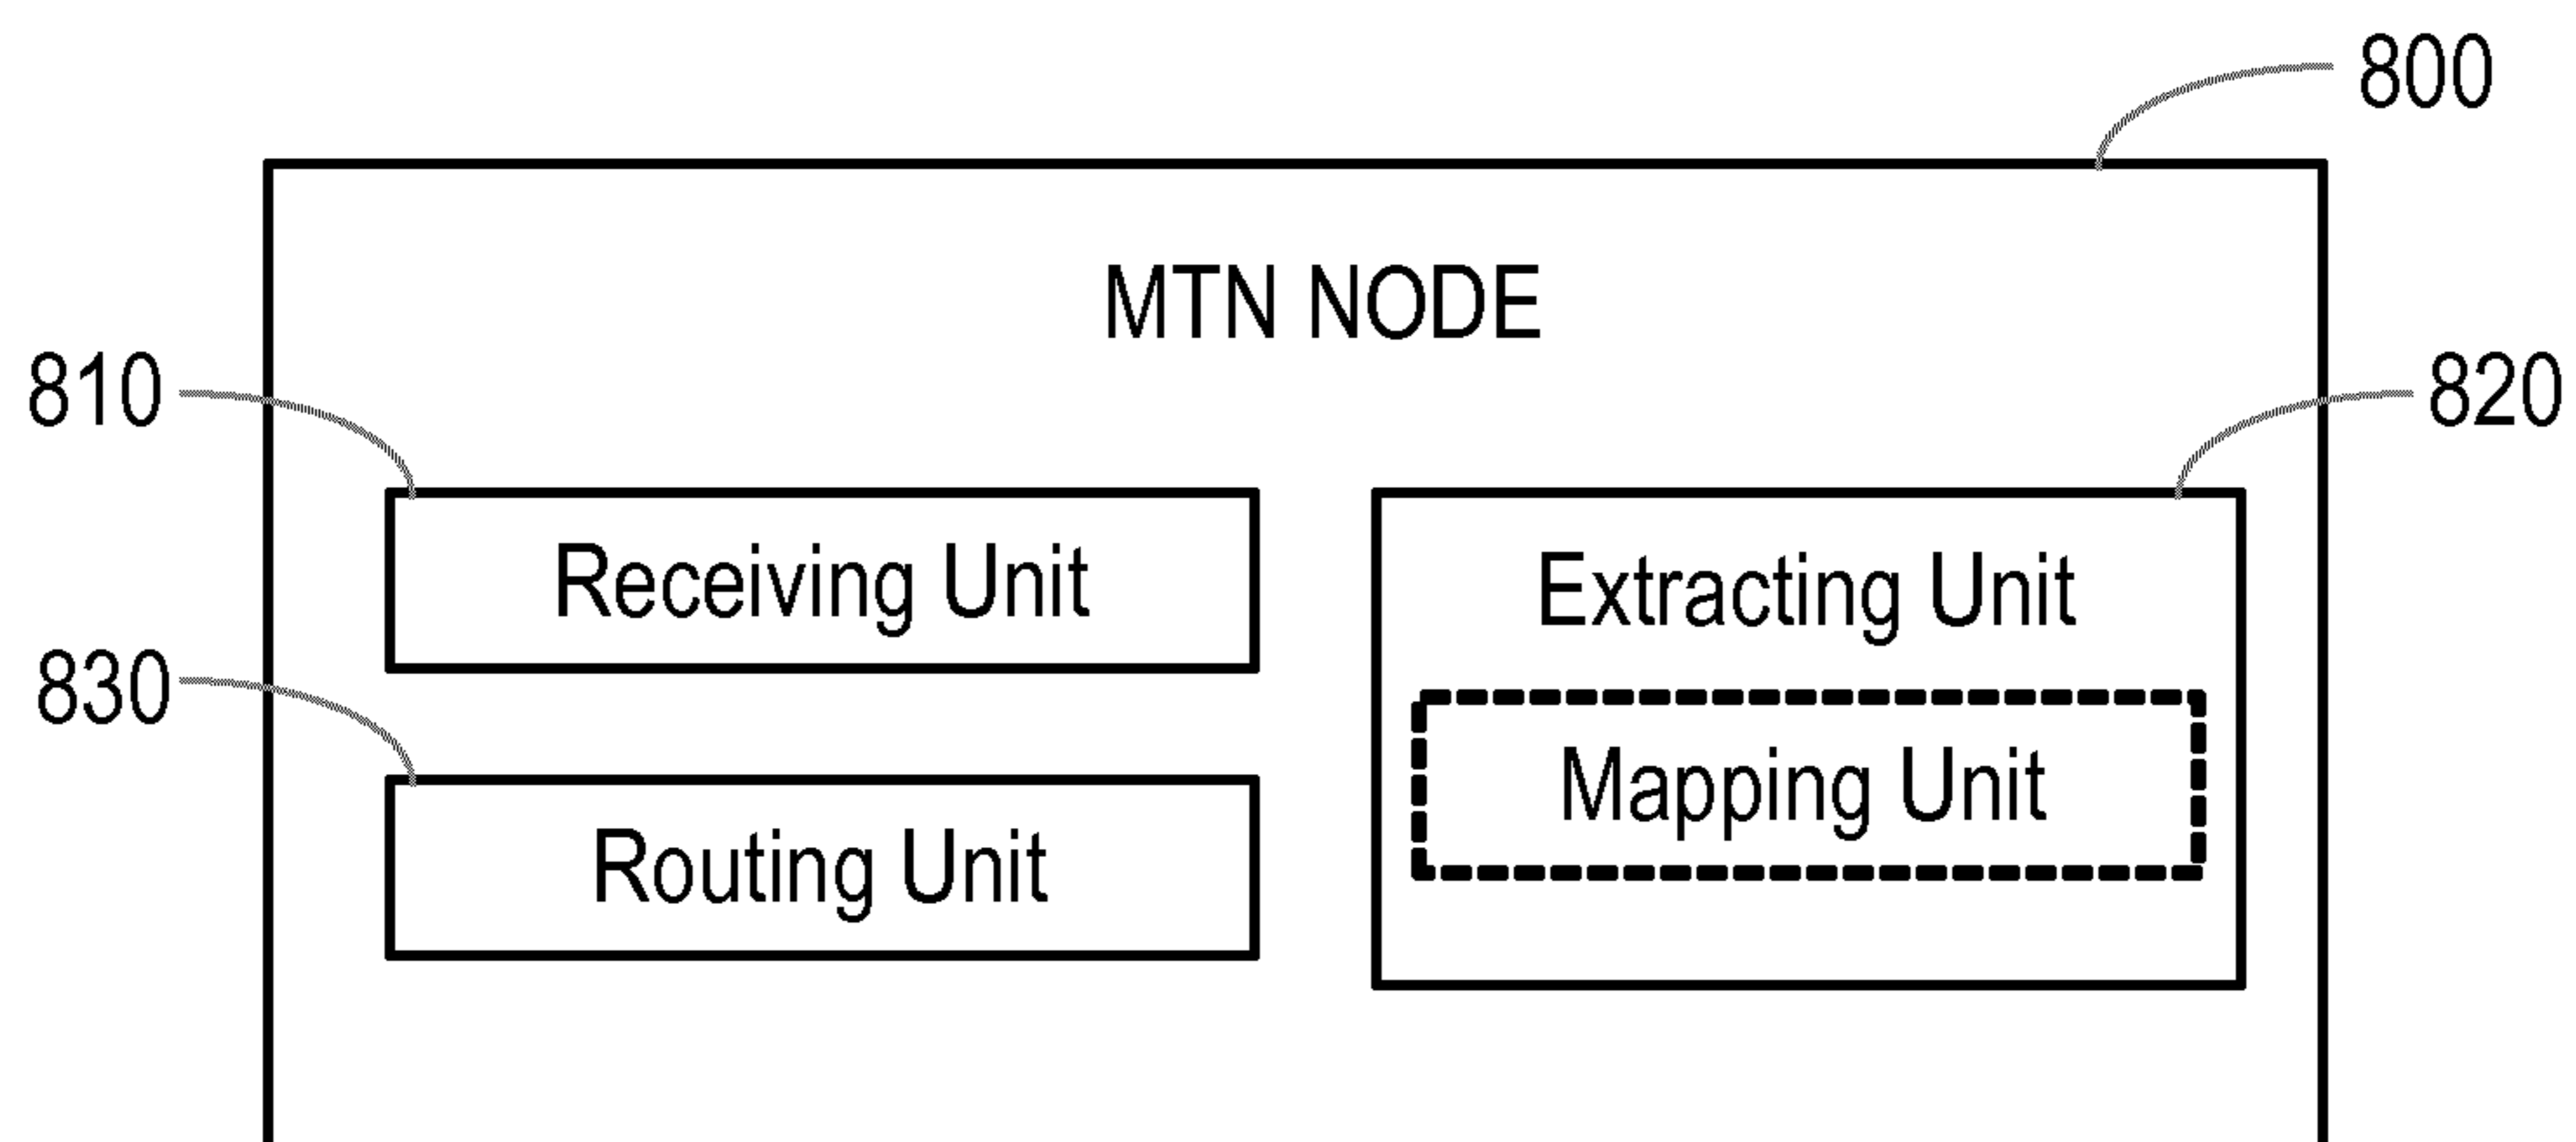 800
MTN NODE
810
820
Receiving Unit
Extracting Unit
830
Mapping Unit
Routing Unit